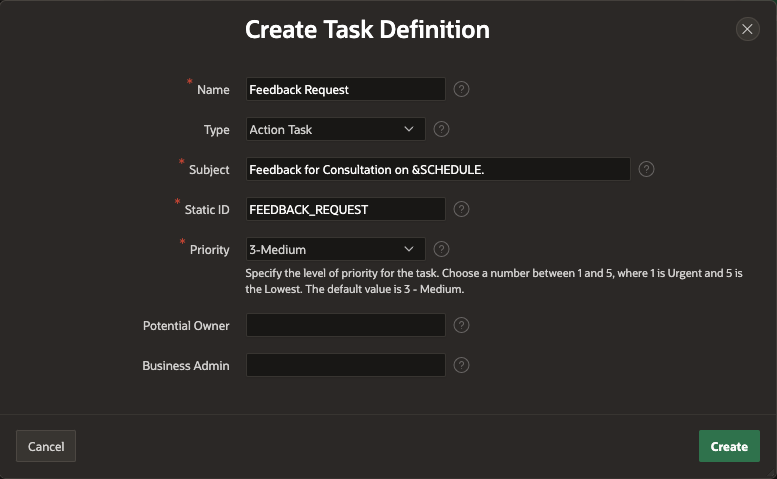 Create Task Definition
* Name Feedback Request ?
Type Action Task ?
* Subject Feedback for Consultation on &SCHEDULE. ?
* Static ID FEEDBACK_REQUEST ?
* Priority 3-Medium ?
Specify the level of priority for the task. Choose a number between 1 and 5, where 1 is Urgent and 5 is
the Lowest. The default value is 3 - Medium.
Potential Owner ?
Business Admin ?
Cancel Create